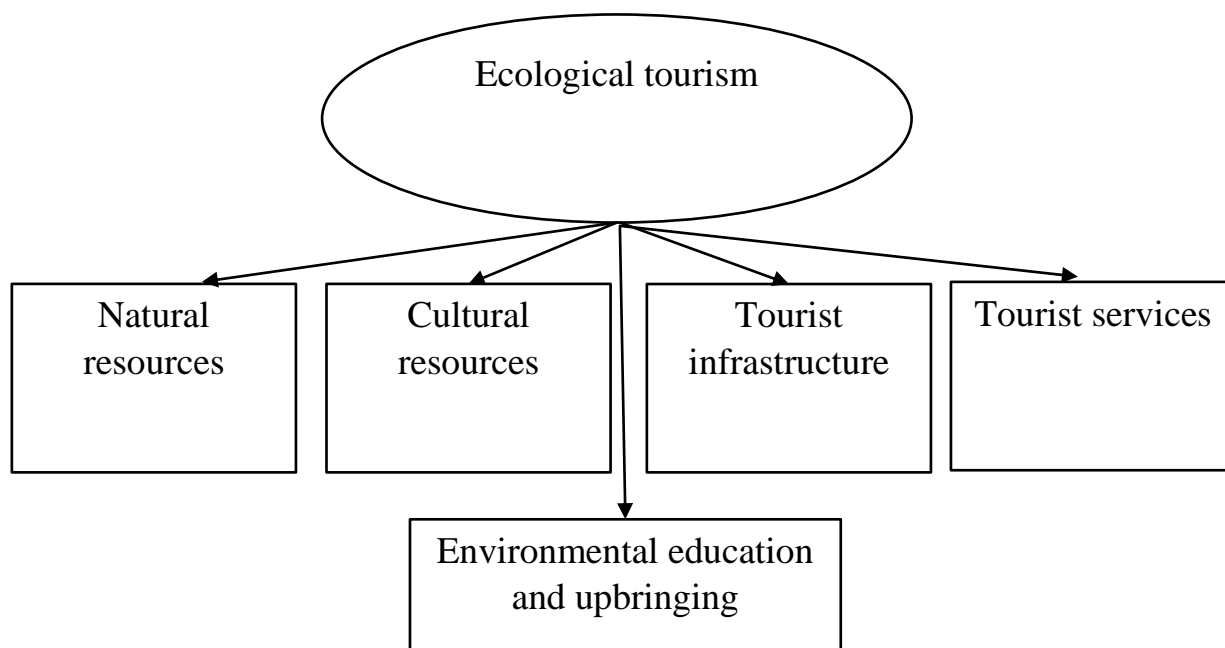 Ecological tourism
Natural
resources
Cultural
resources
Tourist
infrastructure
Tourist services
Environmental education
and upbringing